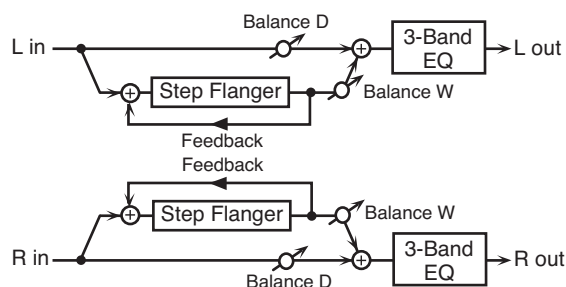 Balance D
L in
3-Band
EQ
L out
Step Flanger
Balance W
Feedback
Feedback
Step Flanger
Balance W
R in
3-Band
EQ
R out
Balance D